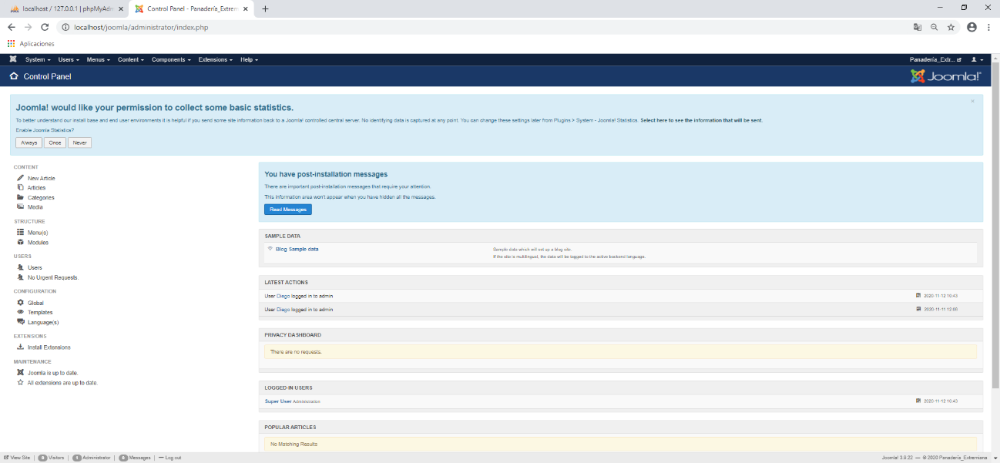 localhost / 127.0.0.1 | phpMyAdm
Control Panel - Panadería_Extrem
localhost/joomla/administrator/index.php
Aplicaciones
System Users Menus Content Components Extensions Help
Panadería_Extr...
Control Panel
Joomla!
Joomla! would like your permission to collect some basic statistics.
To better understand our install base and end user environments it is helpful if you send some site information back to a Joomla! controlled central server. No identifying data is captured at any point. You can change these settings later from Plugins > System - Joomla! Statistics. Select here to see the information that will be sent.
Enable Joomla Statistics?
Always Once Never
CONTENT
New Article
Articles
Categories
Media
STRUCTURE
Menu(s)
Modules
USERS
Users
No Urgent Requests.
CONFIGURATION
Global
Templates
Language(s)
EXTENSIONS
Install Extensions
MAINTENANCE
Joomla is up to date.
All extensions are up to date.
You have post-installation messages
There are important post-installation messages that require your attention.
This information area won't appear when you have hidden all the messages.
Read Messages
SAMPLE DATA
Blog Sample data
Sample data which will set up a blog site.
If the site is multilingual, the data will be tagged to the active backend language.
LATEST ACTIONS
User Diego logged in to admin 2020-11-12 10:43
User Diego logged in to admin 2020-11-11 12:08
PRIVACY DASHBOARD
There are no requests.
LOGGED-IN USERS
Super User Administration 2020-11-12 10:43
POPULAR ARTICLES
No Matching Results
View Site | 0 Visitors | 1 Administrator | 0 Messages | Log out
Joomla! 3.9.22 — © 2020 Panadería_Extremiana